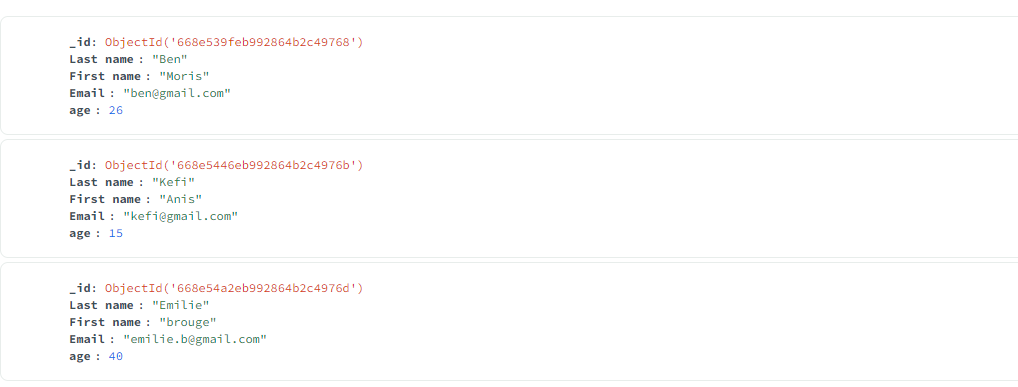 _id: ObjectId('668e539feb992864b2c49768')
Last name : "Ben"
First name : "Moris"
Email : "ben@gmail.com"
age : 26
_id: ObjectId('668e5446eb992864b2c4976b')
Last name : "Kefi"
First name : "Anis"
Email : "kefi@gmail.com"
age : 15
_id: ObjectId('668e54a2eb992864b2c4976d')
Last name : "Emilie"
First name : "brouge"
Email : "emilie.b@gmail.com"
age : 40